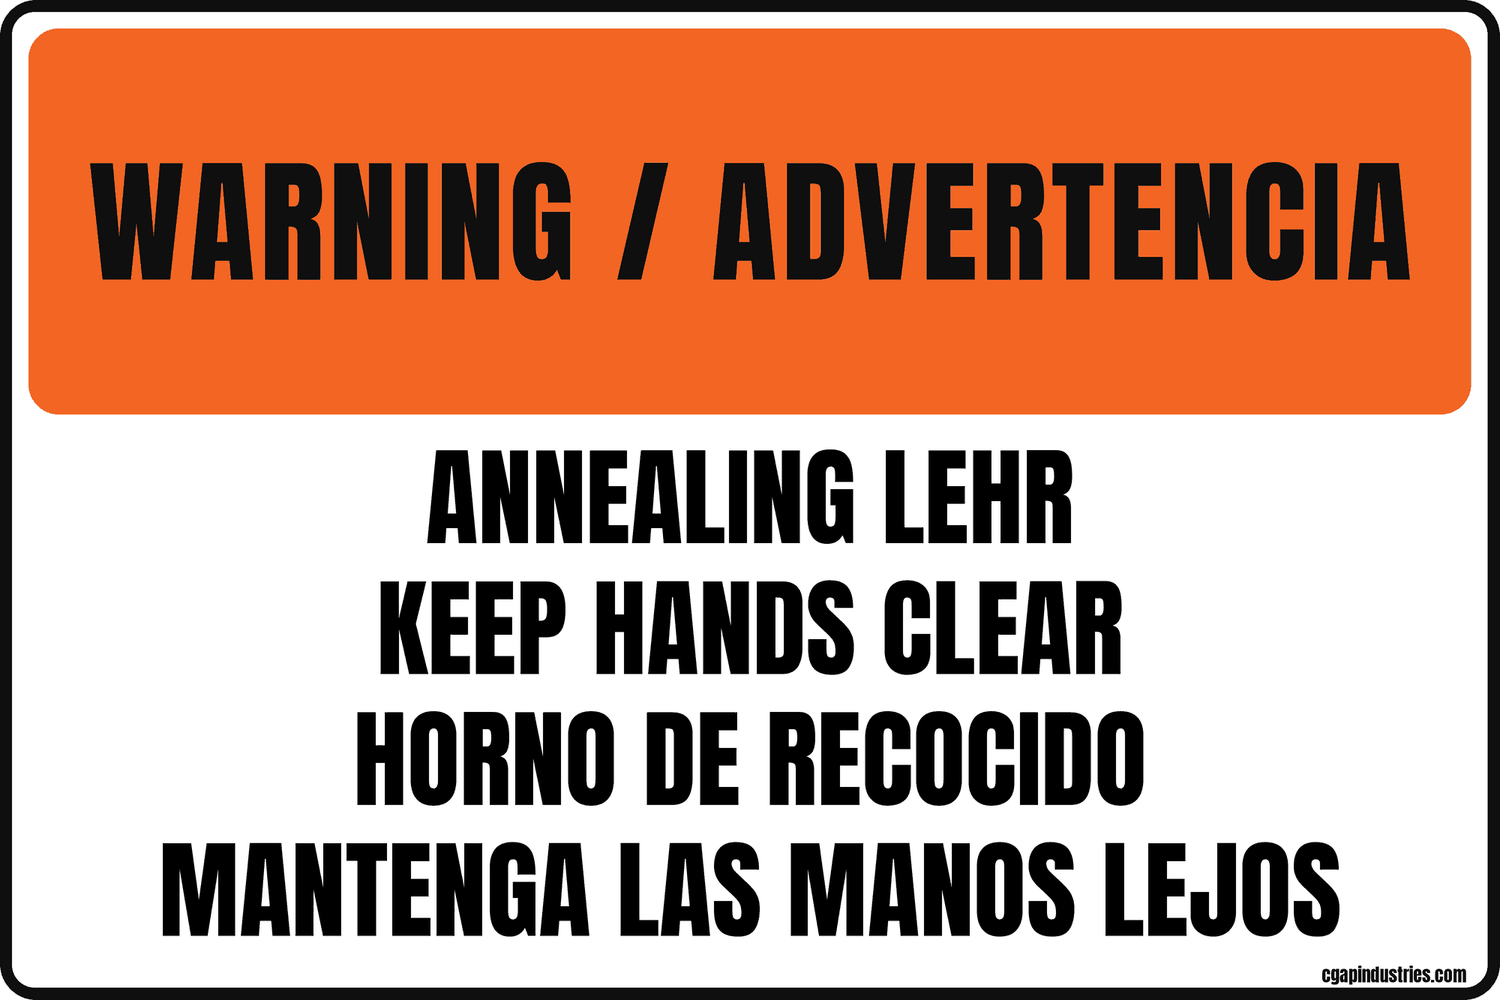 WARNING / ADVERTENCIA
ANNEALING LEHR
KEEP HANDS CLEAR
HORNO DE RECOCIDO
MANTENGA LAS MANOS LEJOS
cgapindustries.com